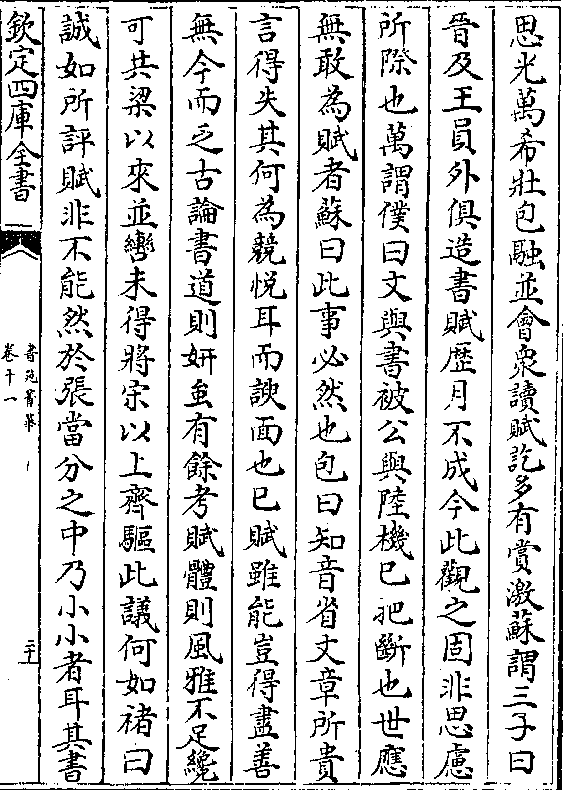 思光萬希壯包融並會衆讀賦訖多有賞激蘇謂三子曰
晉及王員外俱造書賦歷月不成今此觀之固非思慮
所際也萬謂僕曰文與書被公與陸機已把斷也世應
無敢為賦者蘇曰此事必然也包曰知音省文章所貴
言得失其何為競悅耳而諛面也已賦雖能豈得盡善
無今而乏古論書道則妍蚩有餘考賦體則風雅不足纔
可共梁以來並轡未得將宋以上齊驅此議何如褚曰
誠如所評賦非不能然於張當分之中乃小小者耳其書
欽定四庫全書
書苑菁華
卷十一
二十五